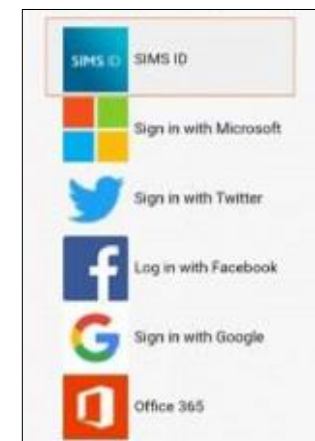 SIMS ID SIMS ID
Sign in with Microsoft
Sign in with Twitter
Log in with Facebook
Sign in with Google
Office 365